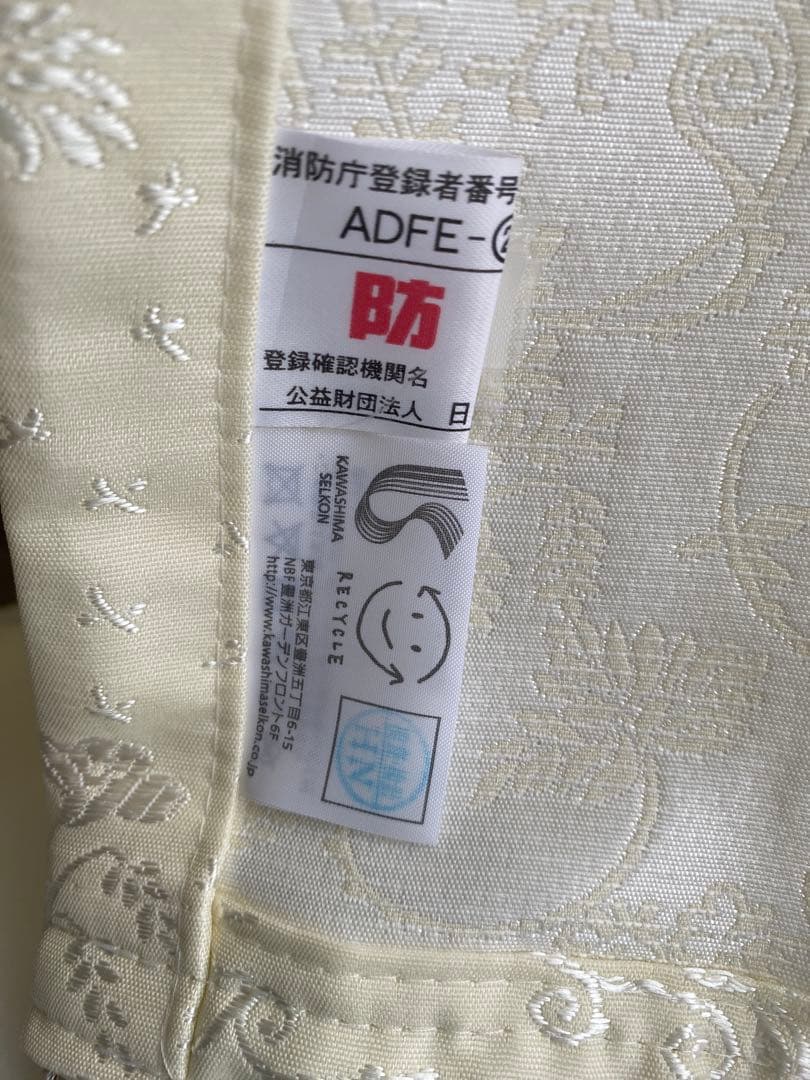 消防庁登録者番号
ADFE-②
防
登録確認機関名
公益財団法人 日
KAWASHIMA
SELKON
RECYCLE
東京都江東区豊洲五丁目6-15
NBF豊洲ガーデンフロント6F
http://www.kawashimaselkon.co.jp
HN